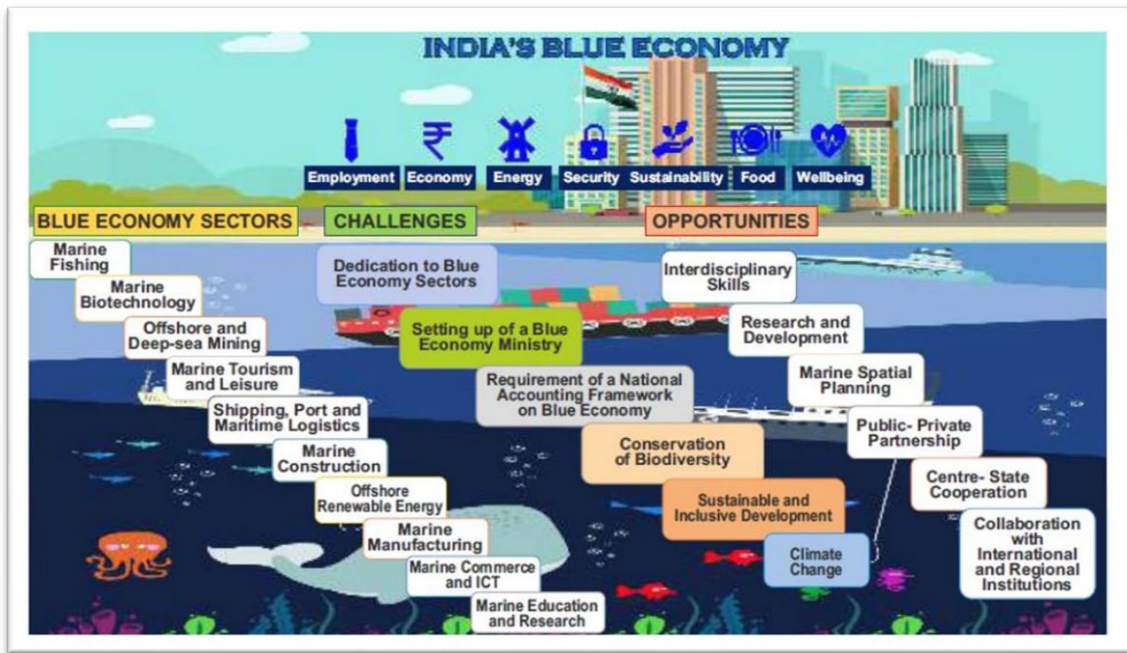 INDIA'S BLUE ECONOMY
Employment
Economy
Energy
Security
Sustainability
Food
Wellbeing
BLUE ECONOMY SECTORS
Marine
Fishing
Marine
Biotechnology
Offshore and
Deep-sea Mining
Marine Tourism
and Leisure
Shipping, Port and
Maritime Logistics
Marine
Construction
Offshore
Renewable Energy
Marine
Manufacturing
Marine Commerce
and ICT
Marine Education
and Research
CHALLENGES
Dedication to Blue
Economy Sectors
Setting up of a Blue
Economy Ministry
Requirement of a National
Accounting Framework
on Blue Economy
Conservation
of Biodiversity
Sustainable and
Inclusive Development
Climate
Change
OPPORTUNITIES
Interdisciplinary
Skills
Research and
Development
Marine Spatial
Planning
Public- Private
Partnership
Centre- State
Cooperation
Collaboration
with
International
and Regional
Institutions